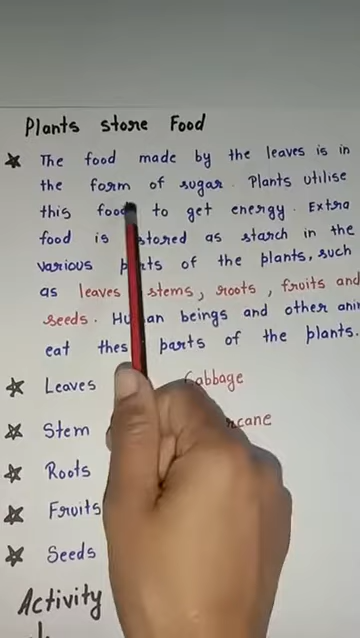 Plants store Food
The food made by the leaves is in
the form of sugar. Plants utilise
this food to get energy. Extra
food is stored as starch in the
various parts of the plants, such
as leaves, stems, roots, fruits and
seeds. Human beings and other
eat these parts of the plants.
Leaves Cabbage
Stem
Roots
Fruits
Seeds
Activity